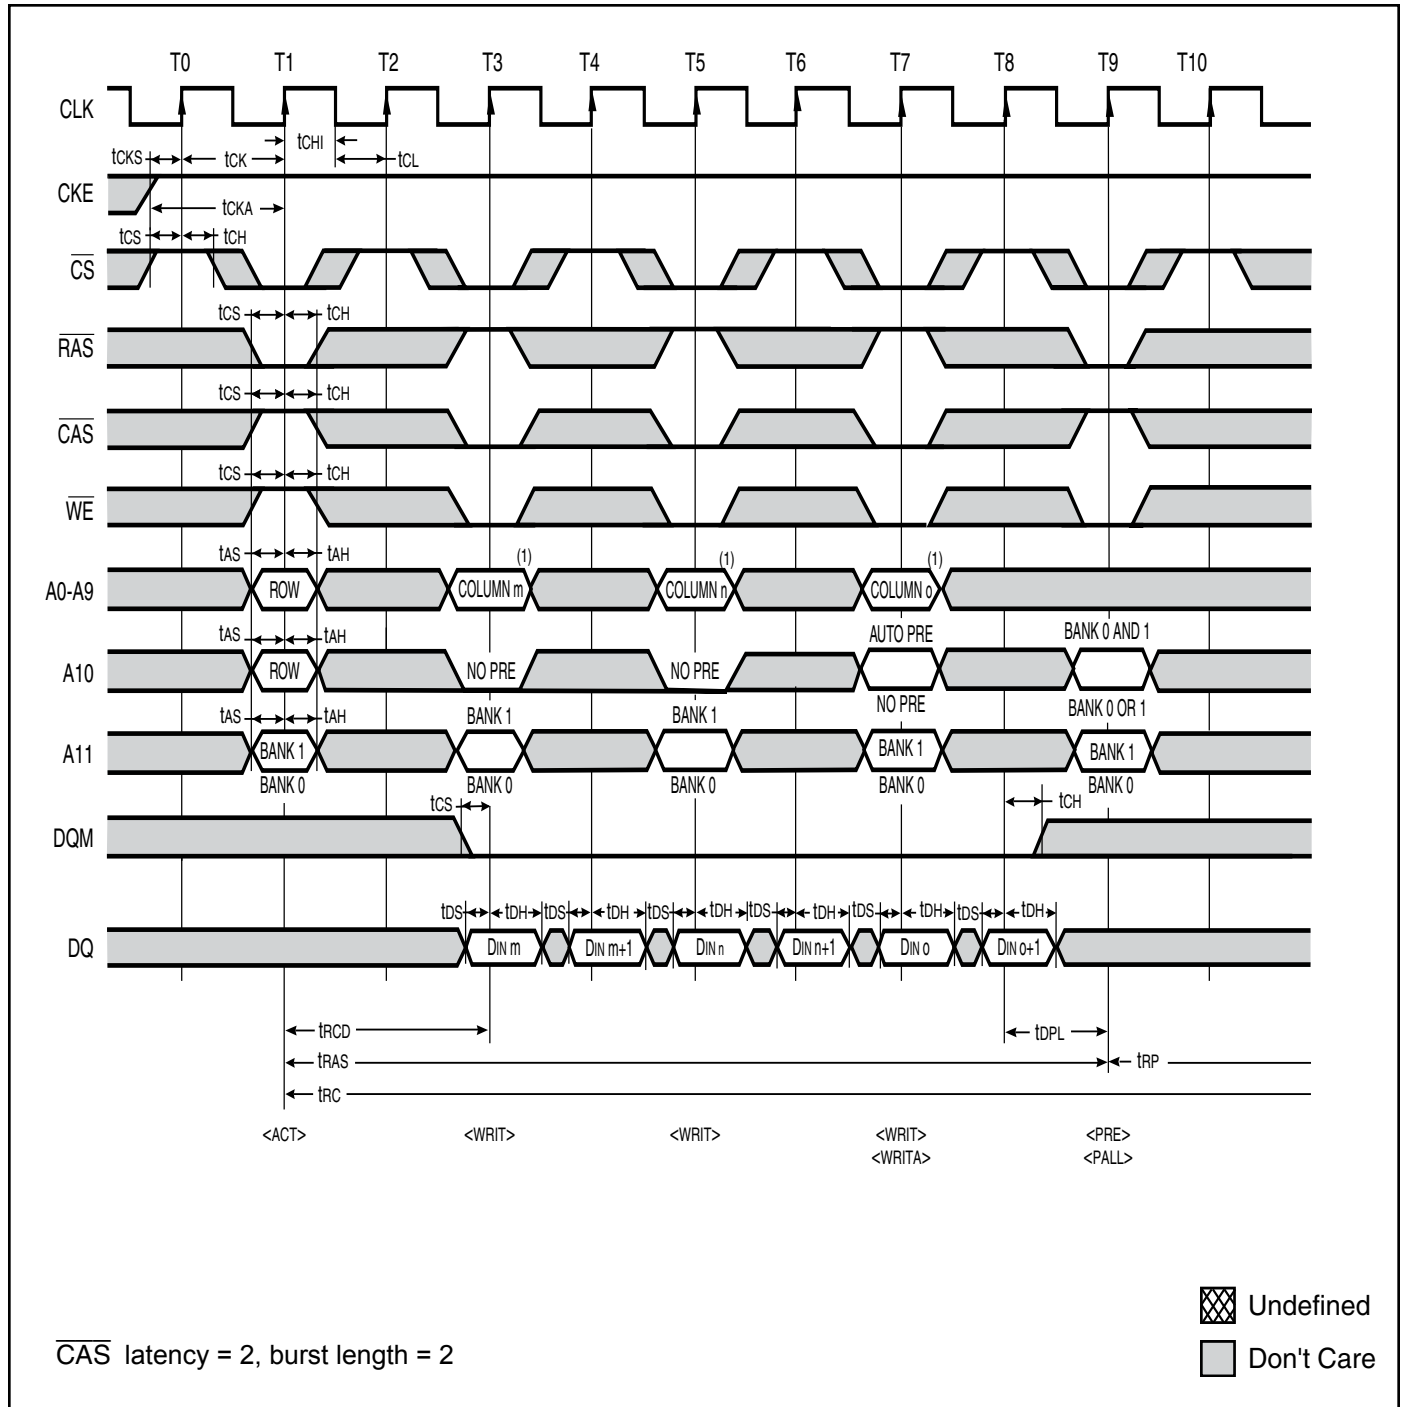 T0 T1 T2 T3 T4 T5 T6 T7 T8 T9 T10
CLK
tCHI
tCKS tCK tCL
CKE
tCKA
tCS tCH
CS
tCS tCH
RAS
tCS tCH
CAS
tCS tCH
WE
tAS tAH (1) (1) (1)
A0-A9 ROW COLUMN m COLUMN n COLUMN o
tAS tAH AUTO PRE BANK 0 AND 1
A10 ROW NO PRE NO PRE
NO PRE BANK 0 OR 1
tAS tAH BANK 1 BANK 1
A11 BANK 1 BANK 1 BANK 1
BANK 0 BANK 0 BANK 0 BANK 0 BANK 0
tCS tCH
DQM
tDS tDH tDS tDH tDS tDH tDS tDH tDS tDH tDS tDH
DQ DIN m DIN m+1 DIN n DIN n+1 DIN o DIN o+1
tRCD tDPL
tRAS tRP
tRC
<ACT> <WRIT> <WRIT> <WRIT> <PRE>
<WRITA> <PALL>
Undefined
CAS latency = 2, burst length = 2
Don't Care